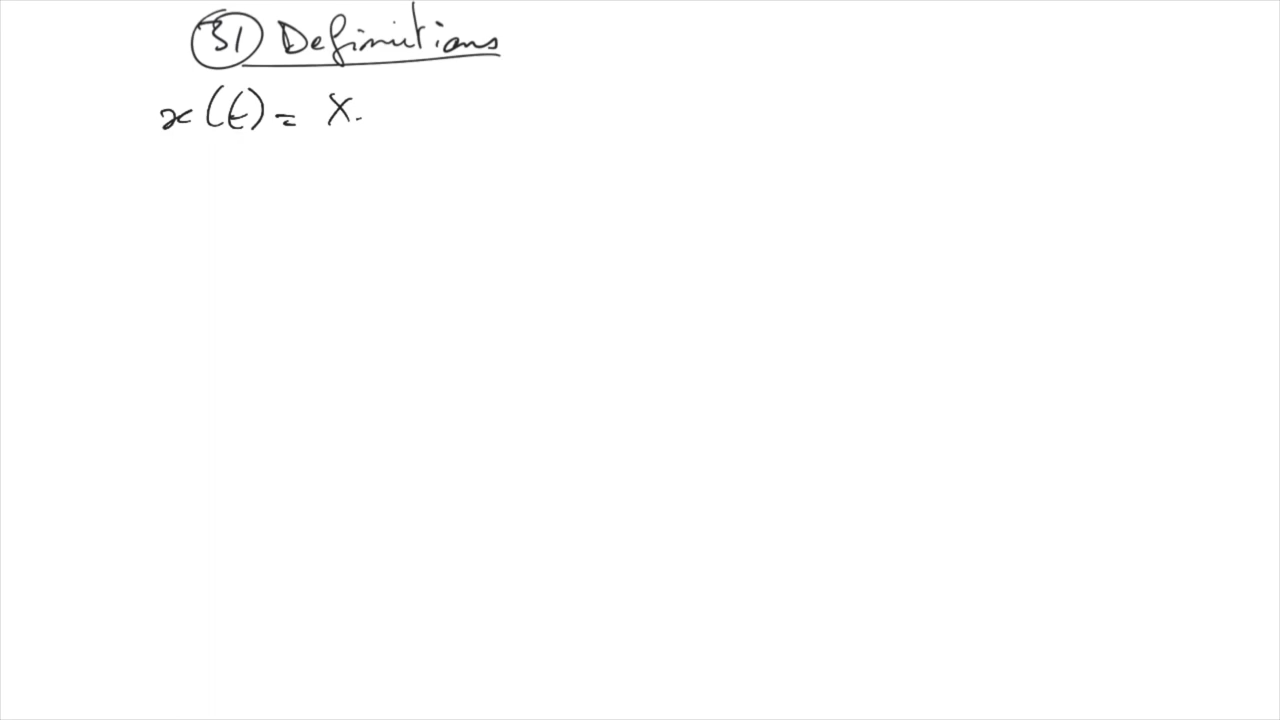 31 Definitions
x(t) = X.